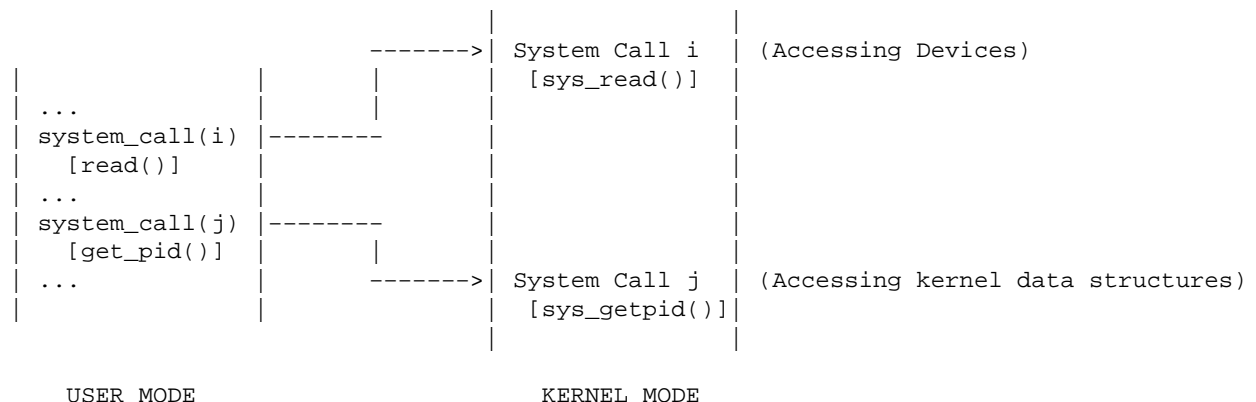 -------> System Call i (Accessing Devices)
[sys_read()]
...
system_call(i) --------
[read()]
...
system_call(j) --------
[get_pid()]
... -------> System Call j (Accessing kernel data structures)
[sys_getpid()]
USER MODE KERNEL MODE